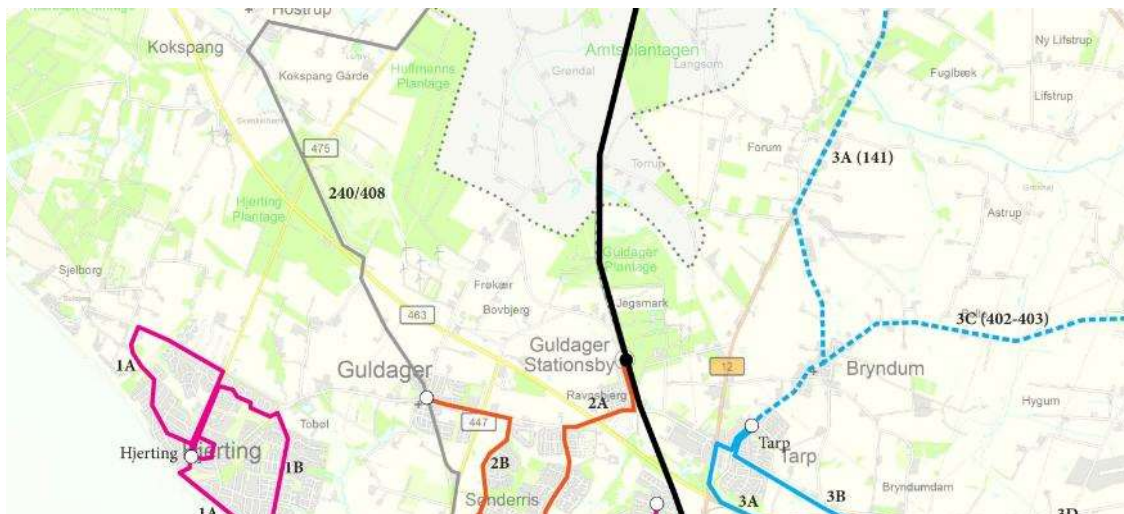 Hostrup
Kokspang
Kokspang Garde
Huffmanns
Plantage
Amtsplantagen
Grøndal
Langsom
Ny Lifstrup
Fuglbæk
Lifstrup
475
Forum
Torrup
3A (141)
240/408
Hjerting
Plantage
Astrup
Sjelborg
Guldager
Plantage
Frøkær
Bovbjerg
Jegsmark
463
3C (402-403)
1A
Guldager
Stationsby
12
Guldager
Bryndum
Ravnsbjerg
2A
Hygum
Tobøl
447
Tarp
Tarp
Hjerting
Hjerting
1B
2B
Sønderris
3A
3B
Bryndumdam
1A
3D